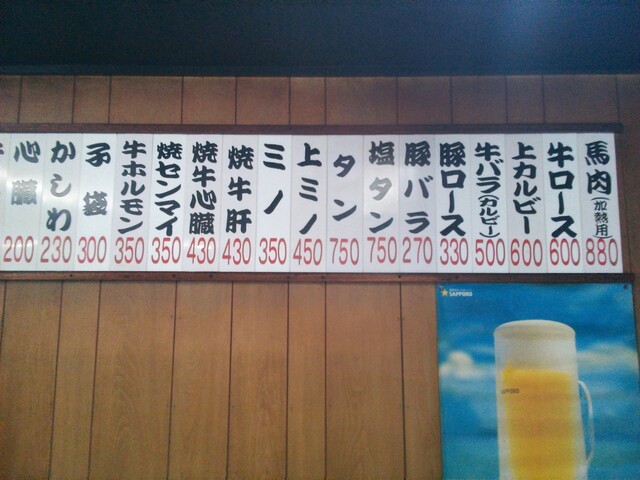 馬肉(加熱用) 880
牛ロース 600
上カルビー 600
牛バラ(カルビー) 500
豚ロース 330
豚バラ 270
塩タン 750
タン 750
上ミノ 450
ミノ 350
焼牛肝 430
焼牛心臓 430
焼センマイ 350
牛ホルモン 350
子袋 300
かしわ 230
心臓 200
SAPPORO
SAPPORO